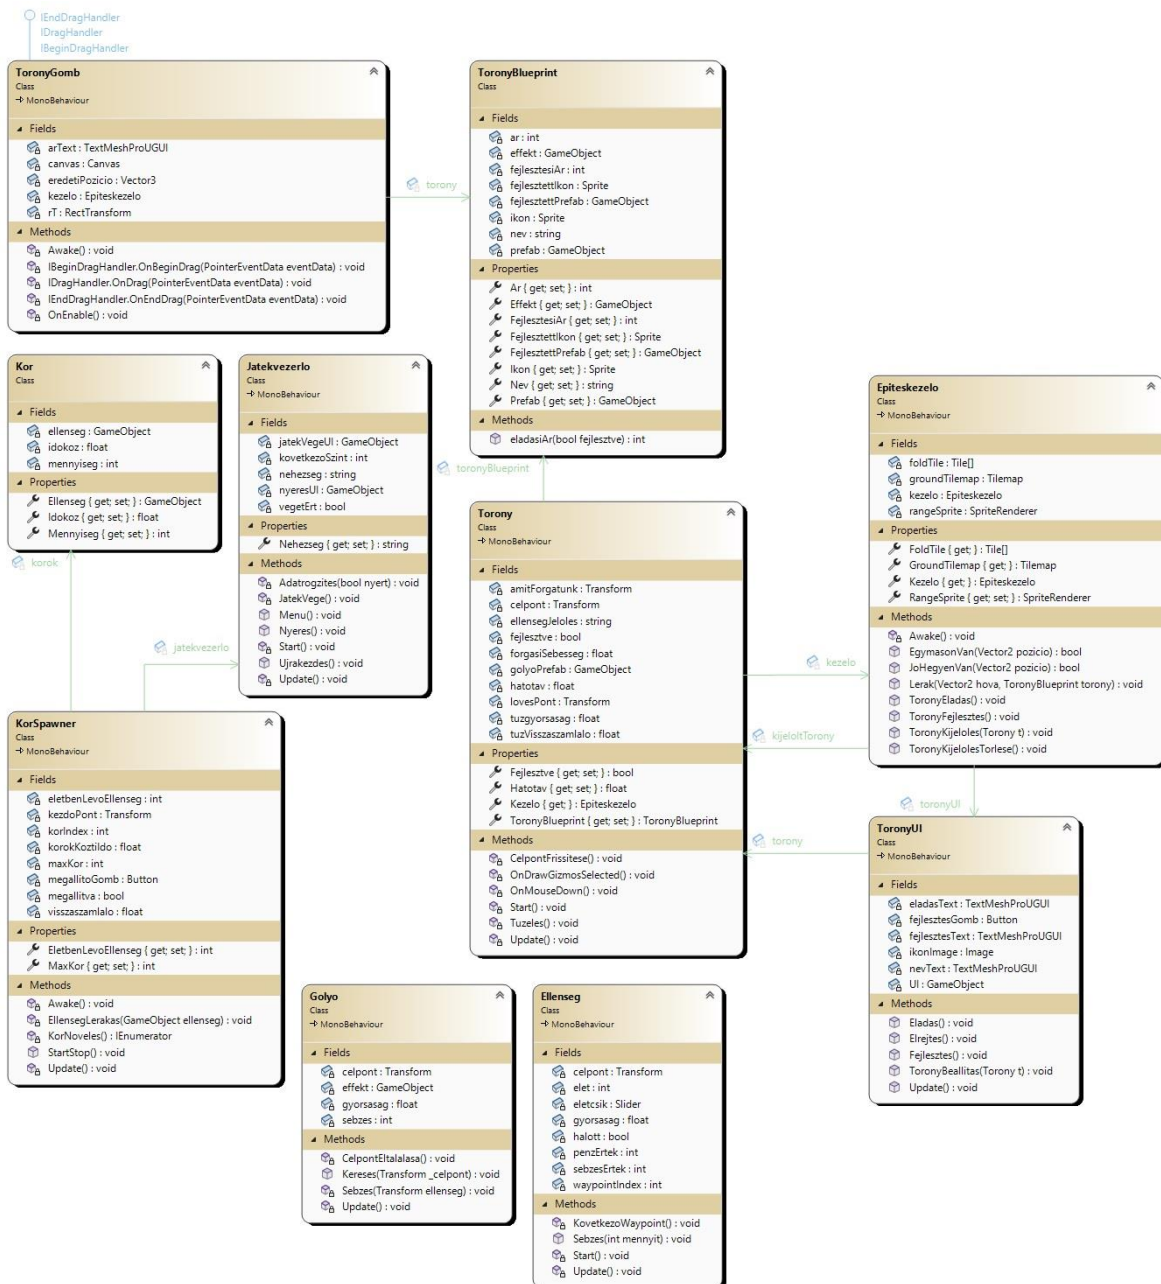 IEndDragHandler
IDragHandler
IBeginDragHandler
ToronyGomb
Class
MonoBehaviour
Fields
arText : TextMeshProUGUI
canvas : Canvas
eredetiPozicio : Vector3
kezelo : Epiteskezelo
rT : RectTransform
Methods
Awake() : void
IBeginDragHandler.OnBeginDrag(PointerEventData eventData) : void
IDragHandler.OnDrag(PointerEventData eventData) : void
IEndDragHandler.OnEndDrag(PointerEventData eventData) : void
OnEnable() : void
torony
ToronyBlueprint
Class
Fields
ar : int
effekt : GameObject
fejlesztesiAr : int
fejlesztettIkon : Sprite
fejlesztettPrefab : GameObject
ikon : Sprite
nev : string
prefab : GameObject
Properties
Ar { get; set; } : int
Effekt { get; set; } : GameObject
FejlesztesiAr { get; set; } : int
FejlesztettIkon { get; set; } : Sprite
FejlesztettPrefab { get; set; } : GameObject
Ikon { get; set; } : Sprite
Nev { get; set; } : string
Prefab { get; set; } : GameObject
Methods
eladasiAr(bool fejlesztve) : int
Kor
Class
Fields
ellenseg : GameObject
idokoz : float
mennyiseg : int
Properties
Ellenseg { get; set; } : GameObject
Idokoz { get; set; } : float
Mennyiseg { get; set; } : int
korok
Jatekvezerlo
Class
MonoBehaviour
Fields
jatekVegeUI : GameObject
kovetkezoSzint : int
nehezseg : string
nyeresUI : GameObject
vegetErt : bool
Properties
Nehezseg { get; set; } : string
Methods
Adatrogzites(bool nyert) : void
JatekVege() : void
Menu() : void
Nyeres() : void
Start() : void
Ujrakezdes() : void
Update() : void
jatekvezerlo
toronyBlueprint
Torony
Class
MonoBehaviour
Fields
amitForgatunk : Transform
celpont : Transform
ellensegJeloles : string
fejlesztve : bool
forgasiSebesseg : float
golyoPrefab : GameObject
hatotav : float
lovesPont : Transform
tuzgyorsasag : float
tuzVisszaszamlalo : float
Properties
Fejlesztve { get; set; } : bool
Hatotav { get; set; } : float
Kezelo { get; } : Epiteskezelo
ToronyBlueprint { get; set; } : ToronyBlueprint
Methods
CelpontFrissitese() : void
OnDrawGizmosSelected() : void
OnMouseDown() : void
Start() : void
Tuzeles() : void
Update() : void
kezelo
kijeloltTorony
torony
Epiteskezelo
Class
MonoBehaviour
Fields
foldTile : Tile[]
groundTilemap : Tilemap
kezelo : Epiteskezelo
rangeSprite : SpriteRenderer
Properties
FoldTile { get; } : Tile[]
GroundTilemap { get; } : Tilemap
Kezelo { get; } : Epiteskezelo
RangeSprite { get; set; } : SpriteRenderer
Methods
Awake() : void
EgymasonVan(Vector2 pozicio) : bool
JoHegyenVan(Vector2 pozicio) : bool
Lerak(Vector2 hova, ToronyBlueprint torony) : void
ToronyEladas() : void
ToronyFejlesztes() : void
ToronyKijeloles(Torony t) : void
ToronyKijelolesTorlese() : void
toronyUI
ToronyUI
Class
MonoBehaviour
Fields
eladasText : TextMeshProUGUI
fejlesztesGomb : Button
fejlesztesText : TextMeshProUGUI
ikonImage : Image
nevText : TextMeshProUGUI
UI : GameObject
Methods
Eladas() : void
Elrejtes() : void
Fejlesztes() : void
ToronyBeallitas(Torony t) : void
Update() : void
KorSpawner
Class
MonoBehaviour
Fields
eletbenLevoEllenseg : int
kezdoPont : Transform
korIndex : int
korokKoztiIdo : float
maxKor : int
megallitoGomb : Button
megallitva : bool
visszaszamlalo : float
Properties
EletbenLevoEllenseg { get; set; } : int
MaxKor { get; set; } : int
Methods
Awake() : void
EllensegLerakas(GameObject ellenseg) : void
KorNoveles() : IEnumerator
StartStop() : void
Update() : void
Golyo
Class
MonoBehaviour
Fields
celpont : Transform
effekt : GameObject
gyorsasag : float
sebzes : int
Methods
CelpontEltalalasa() : void
Kereses(Transform _celpont) : void
Sebzes(Transform ellenseg) : void
Update() : void
Ellenseg
Class
MonoBehaviour
Fields
celpont : Transform
elet : int
eletcsik : Slider
gyorsasag : float
halott : bool
penzErtek : int
sebzesErtek : int
waypointIndex : int
Methods
KovetkezoWaypoint() : void
Sebzes(int mennyit) : void
Start() : void
Update() : void